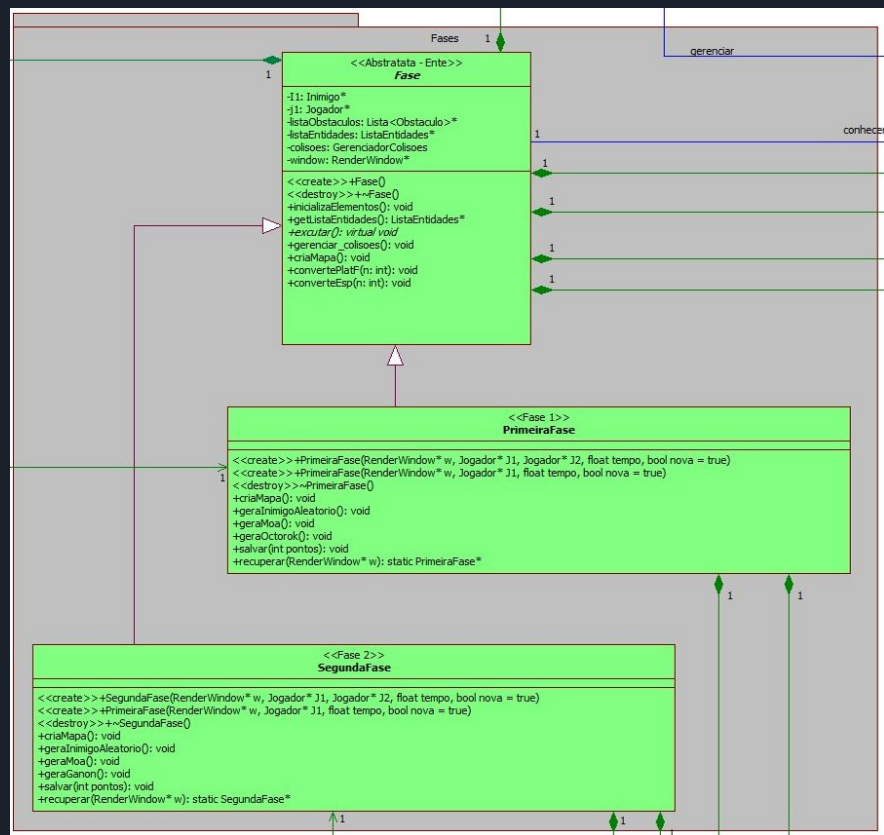 Fases
1
gerenciar
1
<<Abstratata - Ente>>
Fase
-I1: Inimigo*
-j1: Jogador*
-listaObstaculos: Lista<Obstaculo>*
-listaEntidades: ListaEntidades*
-colisoes: GerenciadorColisoes
-window: RenderWindow*
1
conhecer
<<create>>+Fase()
<<destroy>>+~Fase()
+inicializaElementos(): void
+getListaEntidades(): ListaEntidades*
+excutar(): virtual void
+gerenciar_colisoes(): void
+criaMapa(): void
+convertePlatF(n: int): void
+converteEsp(n: int): void
1
1
1
1
<<Fase 1>>
PrimeiraFase
<<create>>+PrimeiraFase(RenderWindow* w, Jogador* J1, Jogador* J2, float tempo, bool nova = true)
<<create>>+PrimeiraFase(RenderWindow* w, Jogador* J1, float tempo, bool nova = true)
<<destroy>>~PrimeiraFase()
+criaMapa(): void
+geraInimigoAleatorio(): void
+geraMoa(): void
+geraOctorok(): void
+salvar(int pontos): void
+recuperar(RenderWindow* w): static PrimeiraFase*
1
1
1
<<Fase 2>>
SegundaFase
<<create>>+SegundaFase(RenderWindow* w, Jogador* J1, Jogador* J2, float tempo, bool nova = true)
<<create>>+PrimeiraFase(RenderWindow* w, Jogador* J1, float tempo, bool nova = true)
<<destroy>>+~SegundaFase()
+criaMapa(): void
+geraInimigoAleatorio(): void
+geraMoa(): void
+geraGanon(): void
+salvar(int pontos): void
+recuperar(RenderWindow* w): static SegundaFase*
1
1